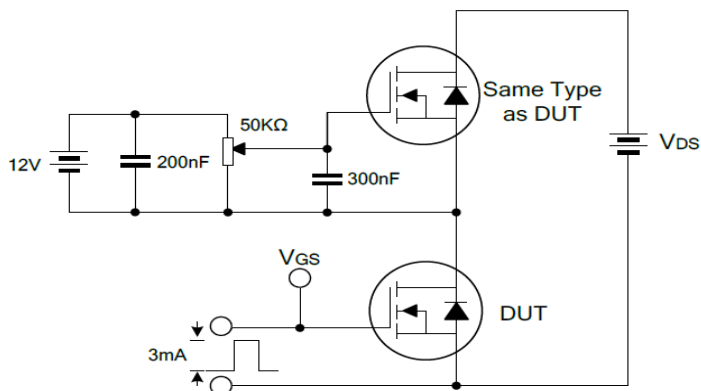 50KΩ
Same Type
as DUT
12V
200nF
300nF
VDS
VGS
DUT
3mA